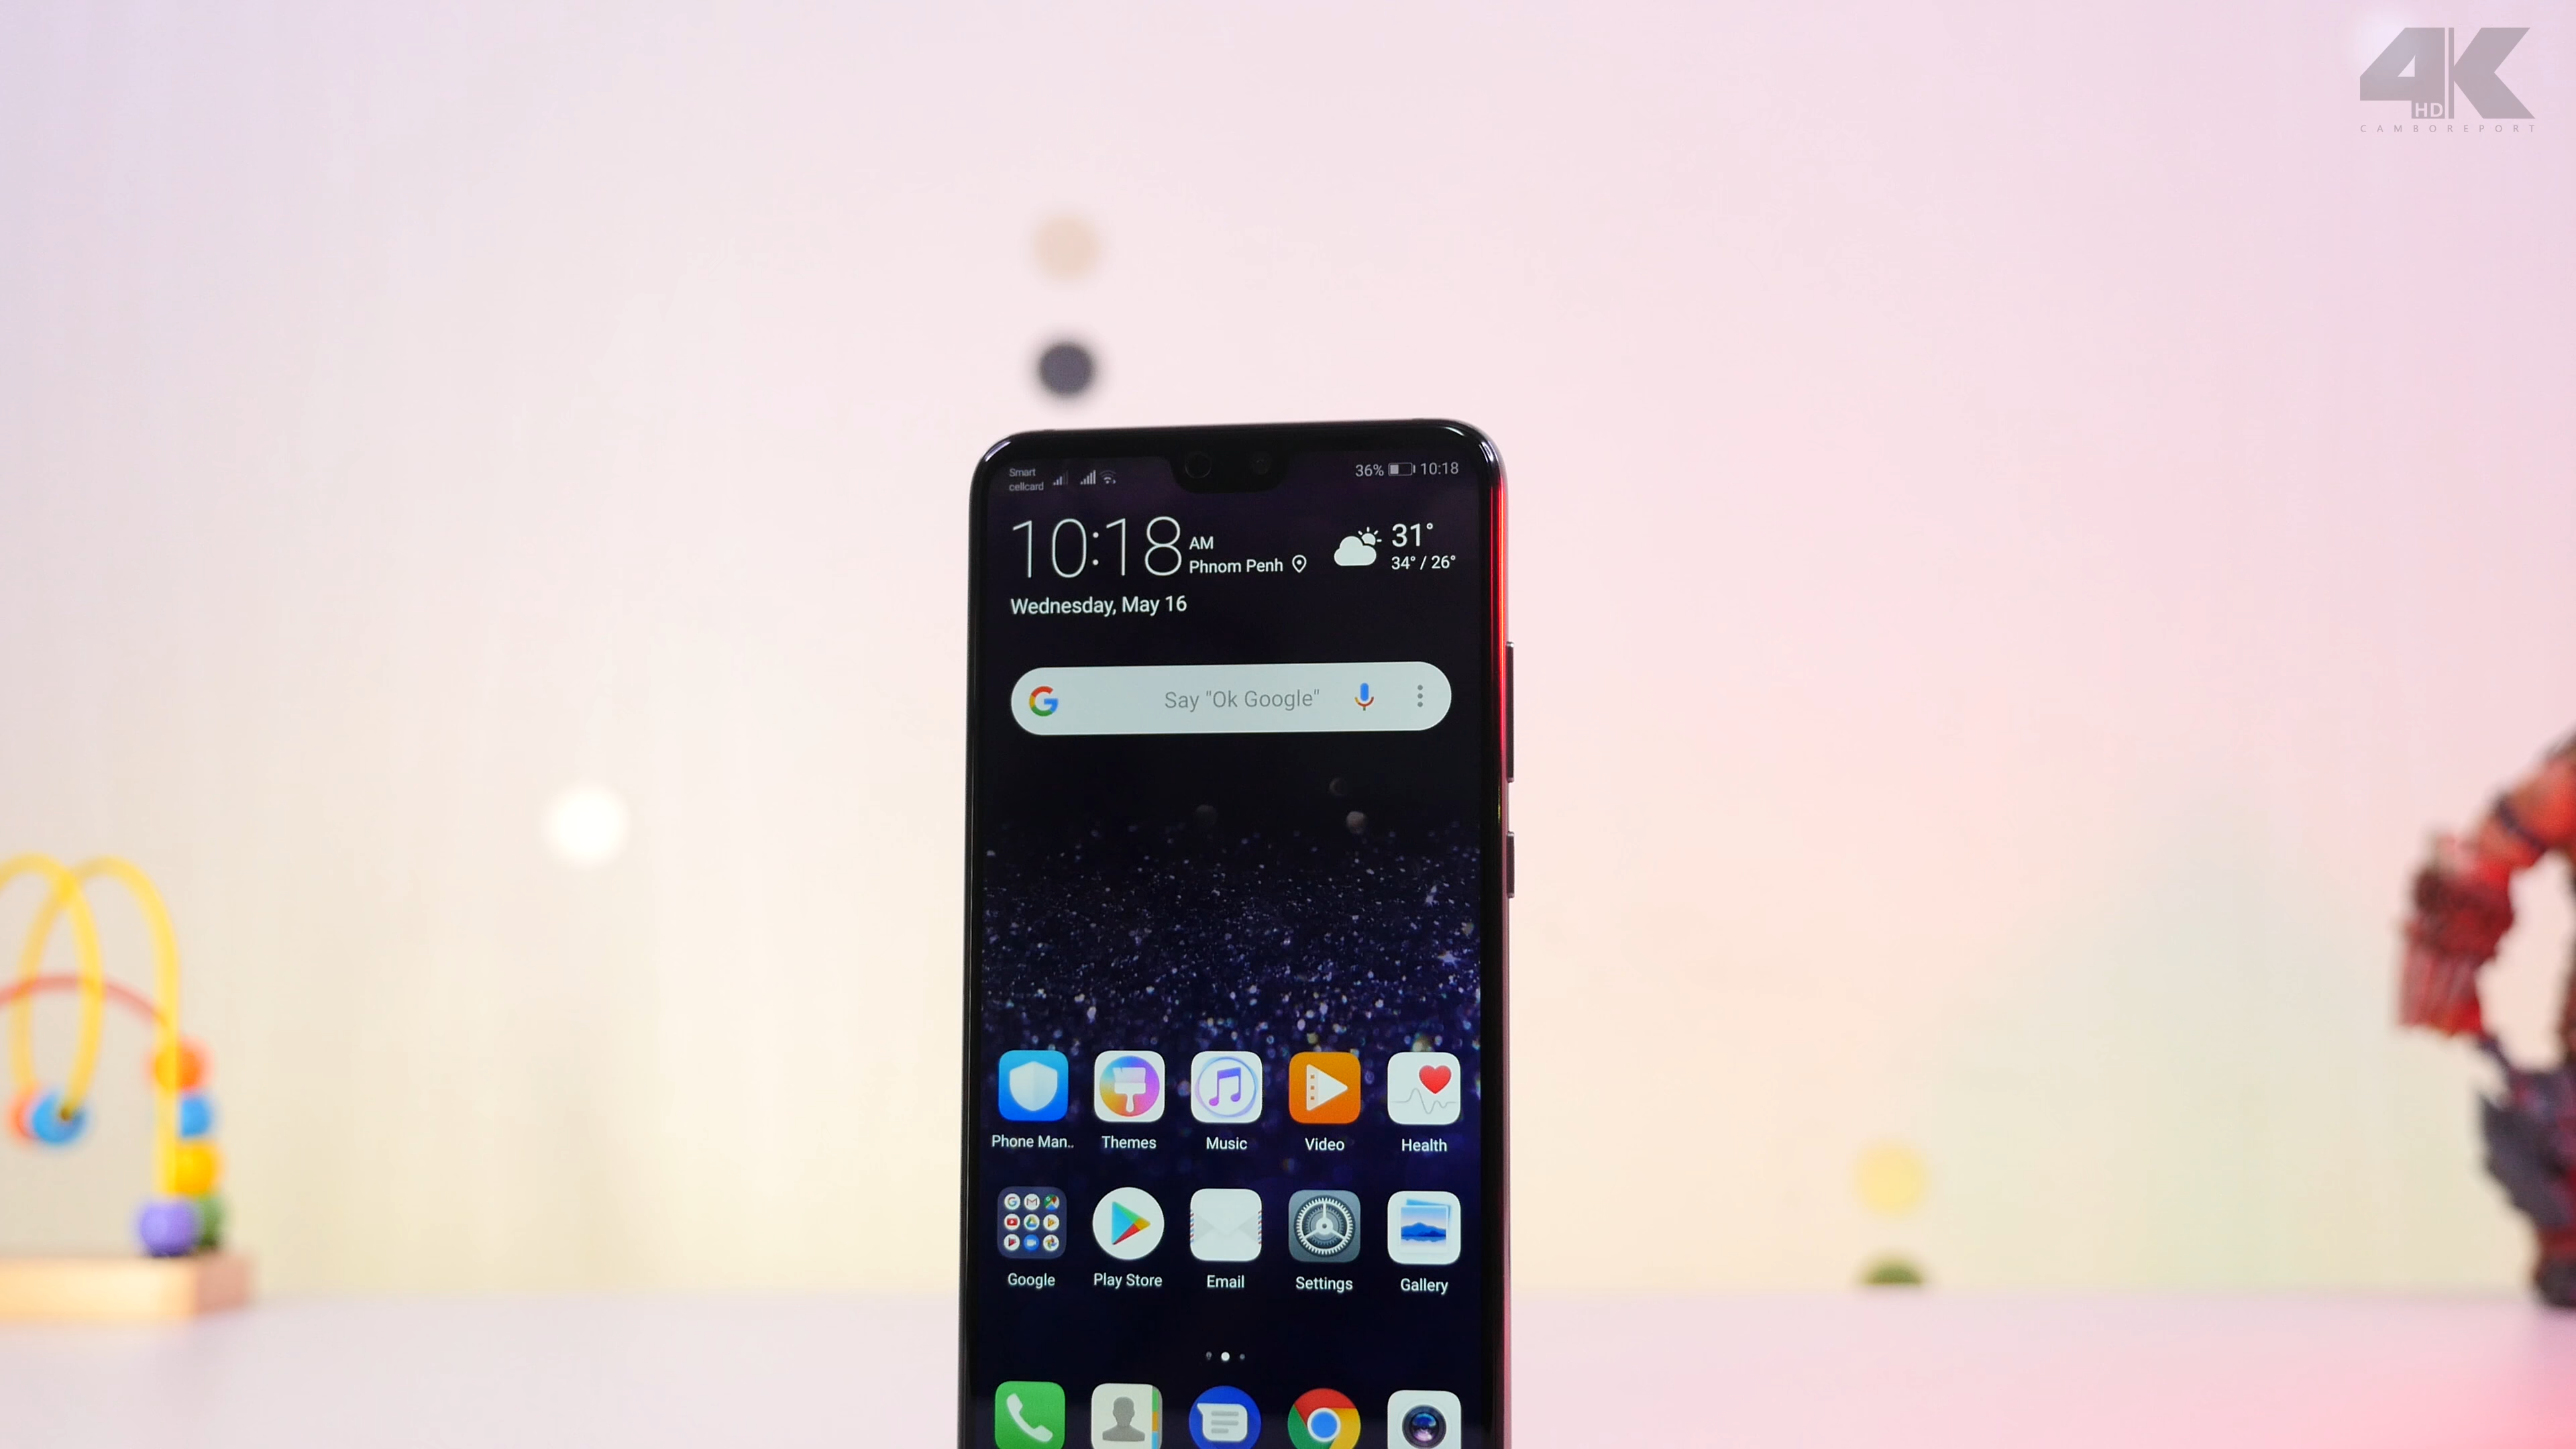 4K
HD
CAMBOREPORT
Smart
cellcard
36% 10:18
10:18 AM
Phnom Penh
31°
34° / 26°
Wednesday, May 16
G Say "Ok Google"
Phone Man.. Themes Music Video Health
Google Play Store Email Settings Gallery